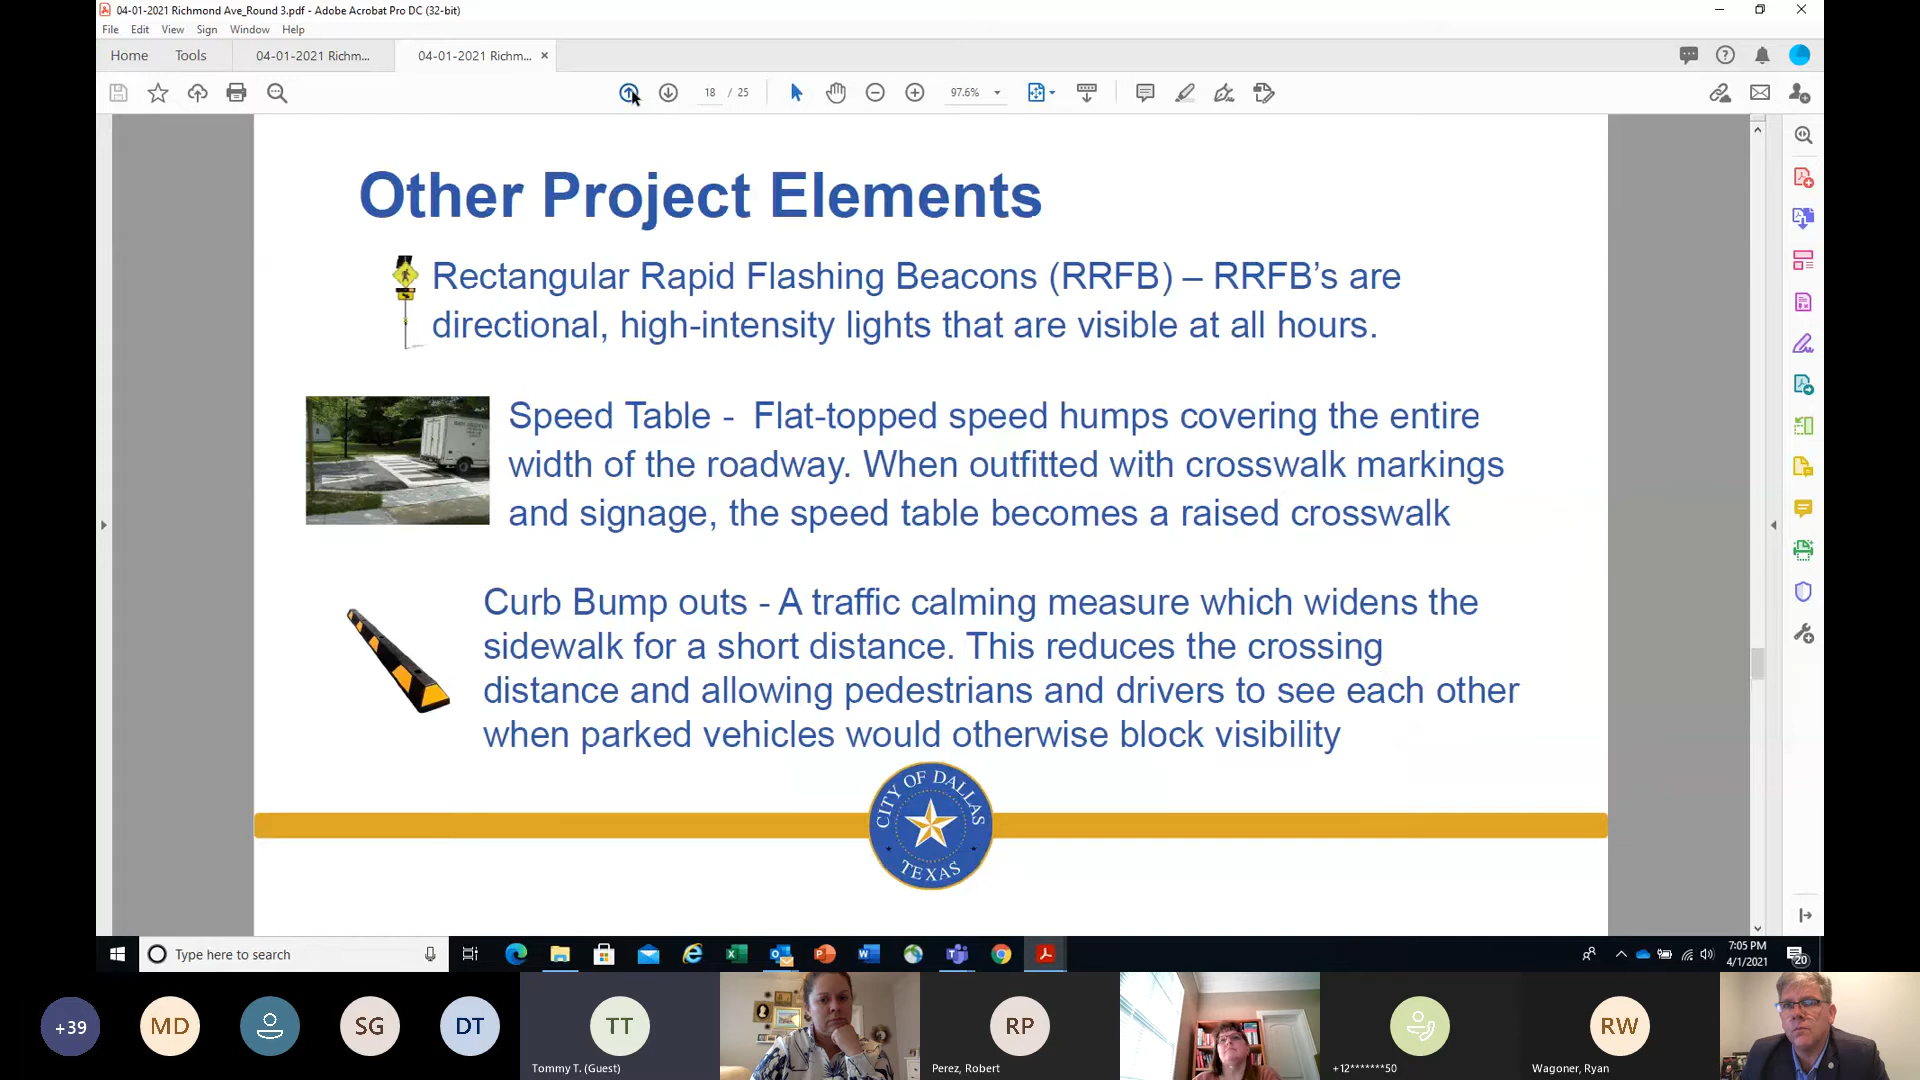 04-01-2021 Richmond Ave_Round 3.pdf - Adobe Acrobat Pro DC (32-bit)
File Edit View Sign Window Help
Home Tools 04-01-2021 Richm... 04-01-2021 Richm... ×
18 / 25 97.6%
Other Project Elements
Rectangular Rapid Flashing Beacons (RRFB) – RRFB’s are
directional, high-intensity lights that are visible at all hours.
Speed Table - Flat-topped speed humps covering the entire
width of the roadway. When outfitted with crosswalk markings
and signage, the speed table becomes a raised crosswalk
Curb Bump outs - A traffic calming measure which widens the
sidewalk for a short distance. This reduces the crossing
distance and allowing pedestrians and drivers to see each other
when parked vehicles would otherwise block visibility
CITY OF DALLAS
TEXAS
Type here to search
7:05 PM
4/1/2021
20
+39 MD SG DT TT RP RW
Tommy T. (Guest) Perez, Robert +12*******50 Wagoner, Ryan